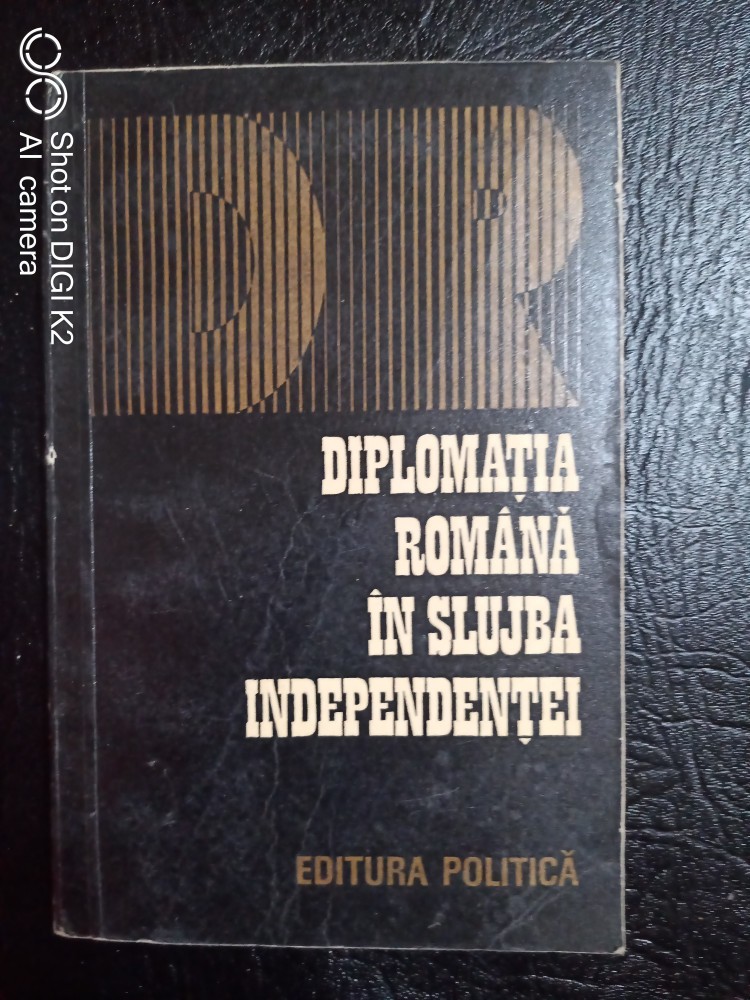 DR
DIPLOMAȚIA
ROMÂNĂ
ÎN SLUJBA
INDEPENDENȚEI
EDITURA POLITICĂ
Shot on DIGI K2
AI camera